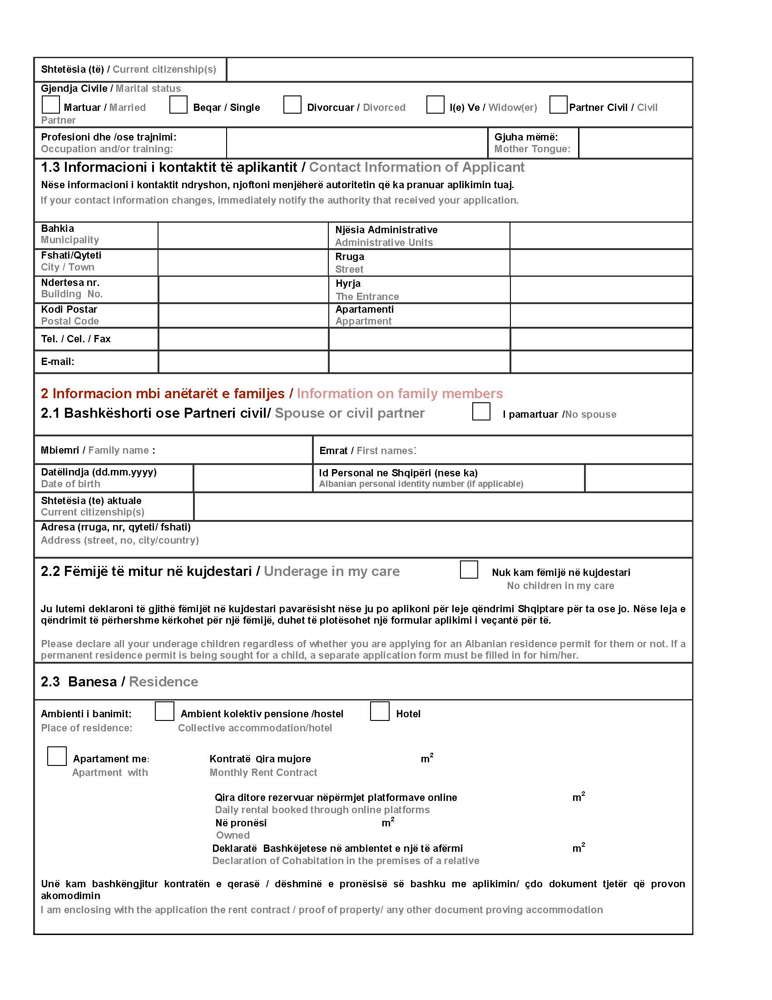 Shtetësia (të) / Current citizenship(s)
Gjendja Civile / Marital status
Martuar / Married Beqar / Single Divorcuar / Divorced I(e) Ve / Widow(er) Partner Civil / Civil
Partner
Profesioni dhe /ose trajnimi: Gjuha mëmë:
Occupation and/or training: Mother Tongue:
1.3 Informacioni i kontaktit të aplikantit / Contact Information of Applicant
Nëse informacioni i kontaktit ndryshon, njoftoni menjëherë autoritetin që ka pranuar aplikimin tuaj.
If your contact information changes, immediately notify the authority that received your application.
Bahkia Njësia Administrative
Municipality Administrative Units
Fshati/Qyteti Rruga
City / Town Street
Ndertesa nr. Hyrja
Building No. The Entrance
Kodi Postar Apartamenti
Postal Code Appartment
Tel. / Cel. / Fax
E-mail:
2 Informacion mbi anëtarët e familjes / Information on family members
2.1 Bashkëshorti ose Partneri civil/ Spouse or civil partner I pamartuar /No spouse
Mbiemri / Family name : Emrat / First names:
Datëlindja (dd.mm.yyyy) Id Personal ne Shqipëri (nese ka)
Date of birth Albanian personal identity number (if applicable)
Shtetësia (te) aktuale
Current citizenship(s)
Adresa (rruga, nr, qyteti/ fshati)
Address (street, no, city/country)
2.2 Fëmijë të mitur në kujdestari / Underage in my care Nuk kam fëmijë në kujdestari
No children in my care
Ju lutemi deklaroni të gjithë fëmijët në kujdestari pavarësisht nëse ju po aplikoni për leje qëndrimi Shqiptare për ta ose jo. Nëse leja e
qëndrimit të përhershme kërkohet për një fëmijë, duhet të plotësohet një formular aplikimi i veçantë për të.
Please declare all your underage children regardless of whether you are applying for an Albanian residence permit for them or not. If a
permanent residence permit is being sought for a child, a separate application form must be filled in for him/her.
2.3 Banesa / Residence
Ambienti i banimit: Ambient kolektiv pensione /hostel Hotel
Place of residence: Collective accommodation/hotel
Apartament me: Kontratë Qira mujore m²
Apartment with Monthly Rent Contract
Qira ditore rezervuar nëpërmjet platformave online m²
Daily rental booked through online platforms
Në pronësi m²
Owned
Deklaratë Bashkëjetese në ambientet e një të afërmi m²
Declaration of Cohabitation in the premises of a relative
Unë kam bashkëngjitur kontratën e qerasë / dëshminë e pronësisë së bashku me aplikimin/ çdo dokument tjetër që provon
akomodimin
I am enclosing with the application the rent contract / proof of property/ any other document proving accommodation